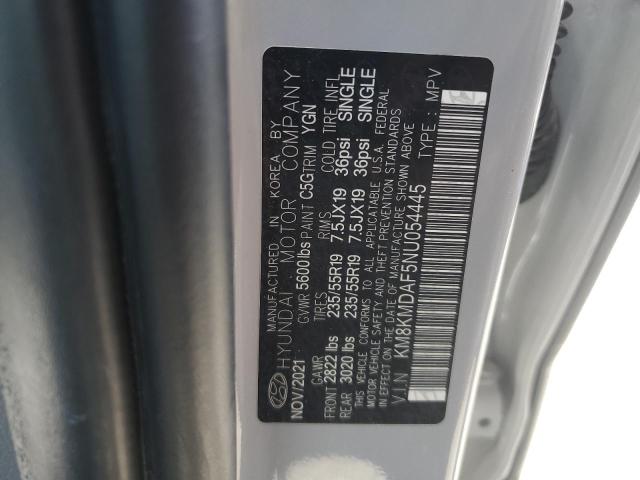 MANUFACTURED IN KOREA BY
HYUNDAI MOTOR COMPANY
NOV/2021 GVWR 5600lbs PAINT C5G TRIM YGN
GAWR TIRES RIMS COLD TIRE INFL
FRONT 2822 lbs 235/55R19 7.5JX19 36psi SINGLE
REAR 3020 lbs 235/55R19 7.5JX19 36psi SINGLE
THIS VEHICLE CONFORMS TO ALL APPLICABLE U.S.A. FEDERAL
MOTOR VEHICLE SAFETY AND THEFT PREVENTION STANDARDS
IN EFFECT ON THE DATE OF MANUFACTURE SHOWN ABOVE
V.I.N KM8KMDAF5NU054445 TYPE: MPV